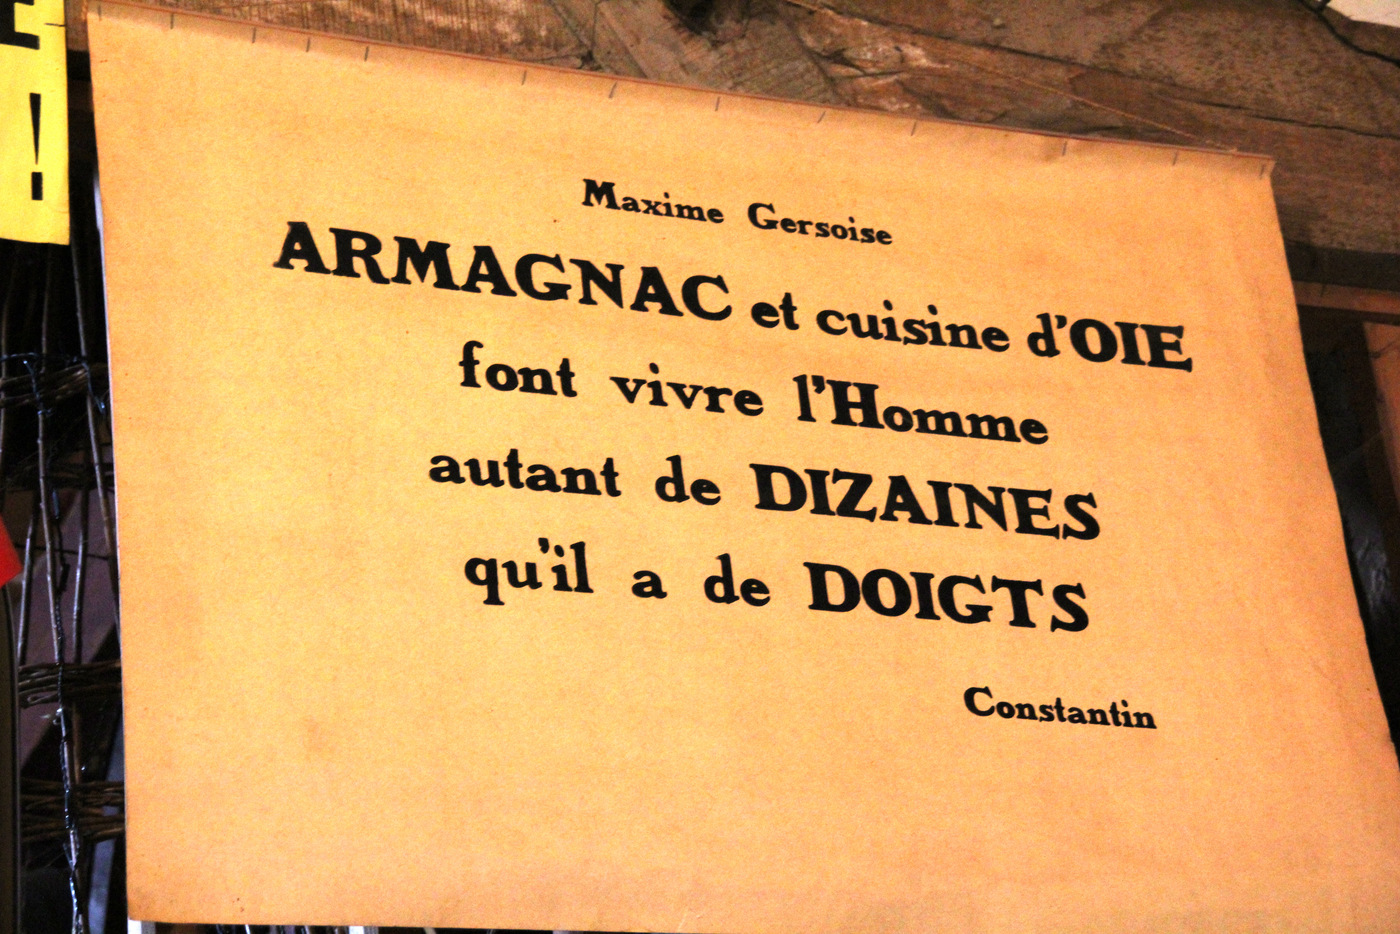 Maxime Gersoise
ARMAGNAC et cuisine d'OIE
font vivre l'Homme
autant de DIZAINES
qu'il a de DOIGTS
Constantin
!